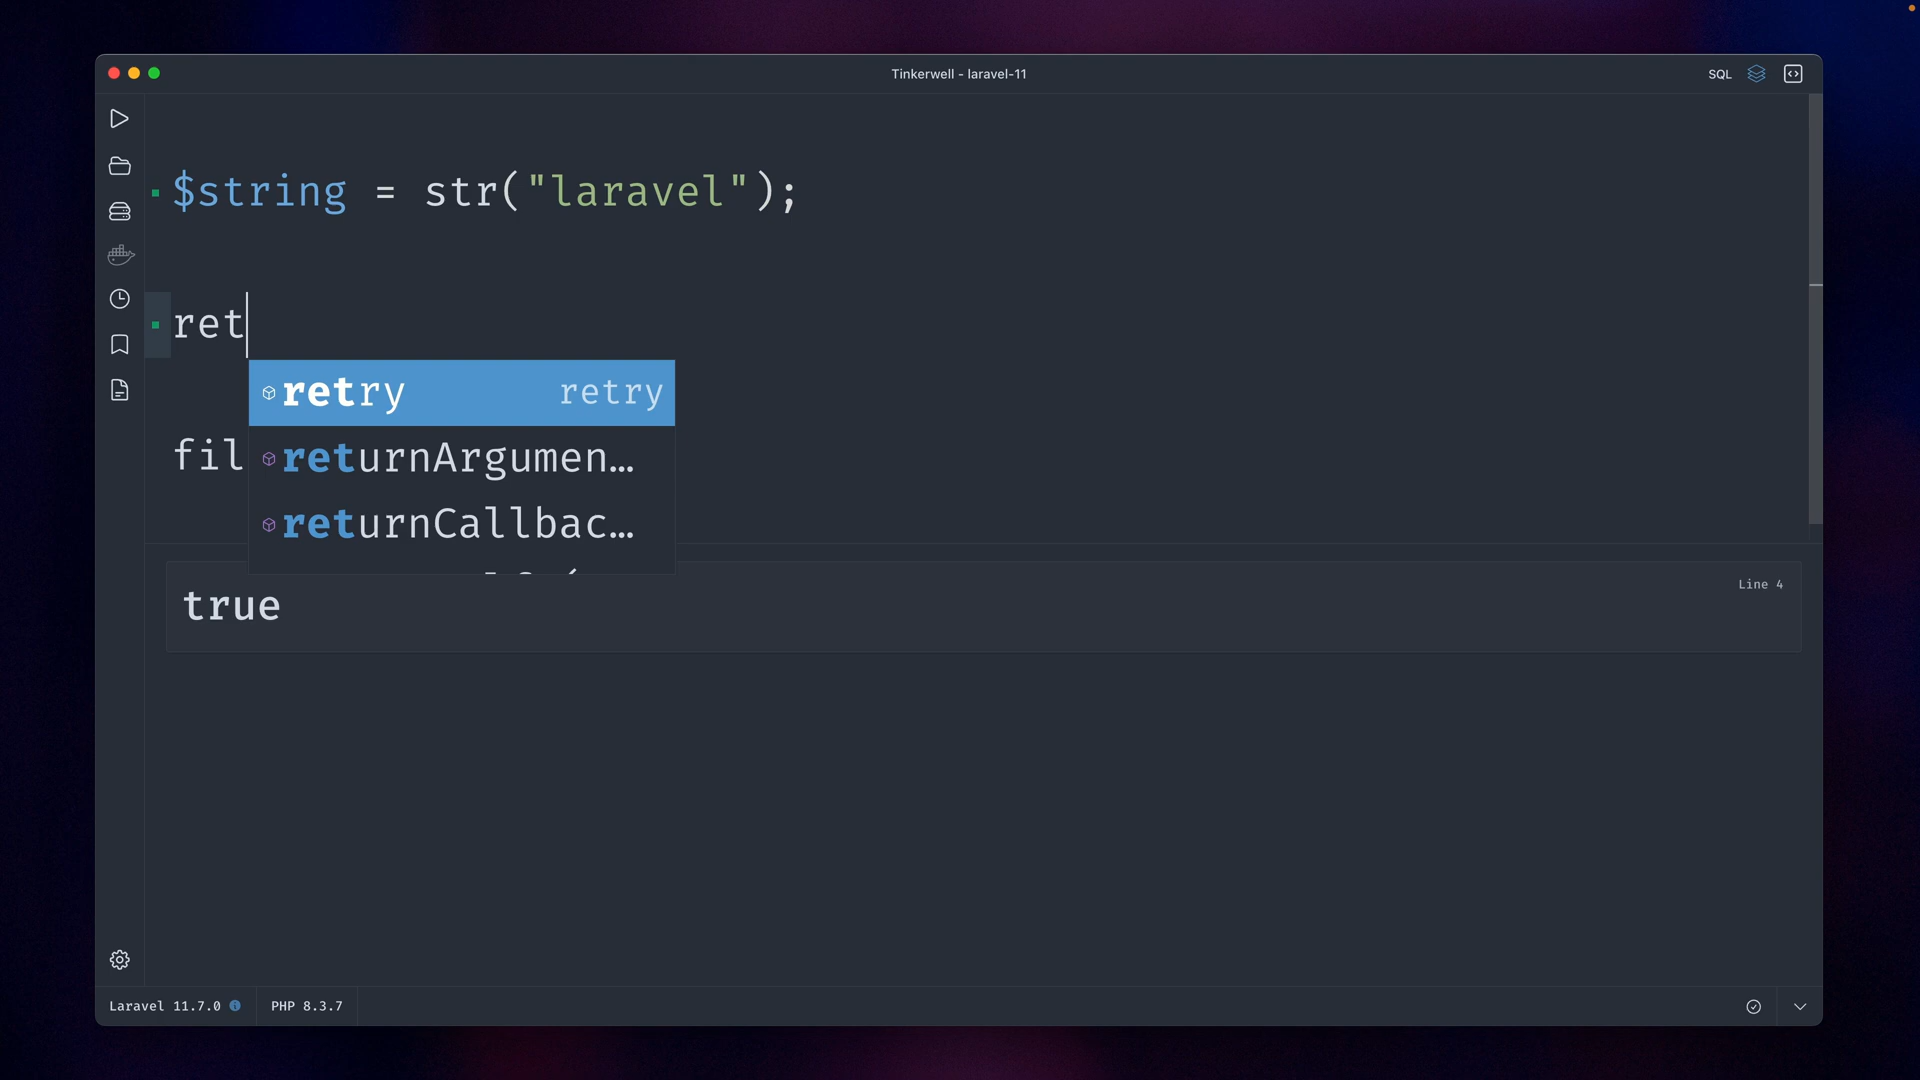 Tinkerwell - laravel-11
SQL
$string = str("laravel");
ret
retry retry
fil
returnArgumen…
returnCallbac…
true
Line 4
Laravel 11.7.0
PHP 8.3.7